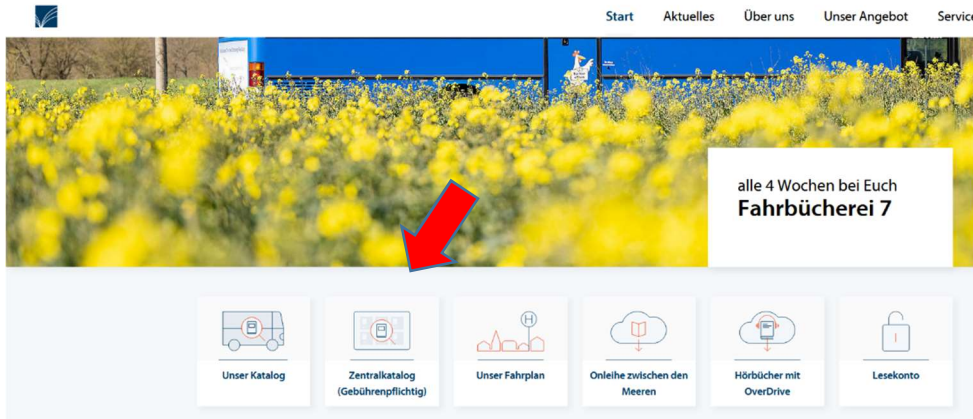 Start Aktuelles Über uns Unser Angebot Service
alle 4 Wochen bei Euch
Fahrbücherei 7
H
Unser Katalog
Zentralkatalog
(Gebührenpflichtig)
Unser Fahrplan
Onleihe zwischen den
Meeren
Hörbücher mit
OverDrive
Lesekonto